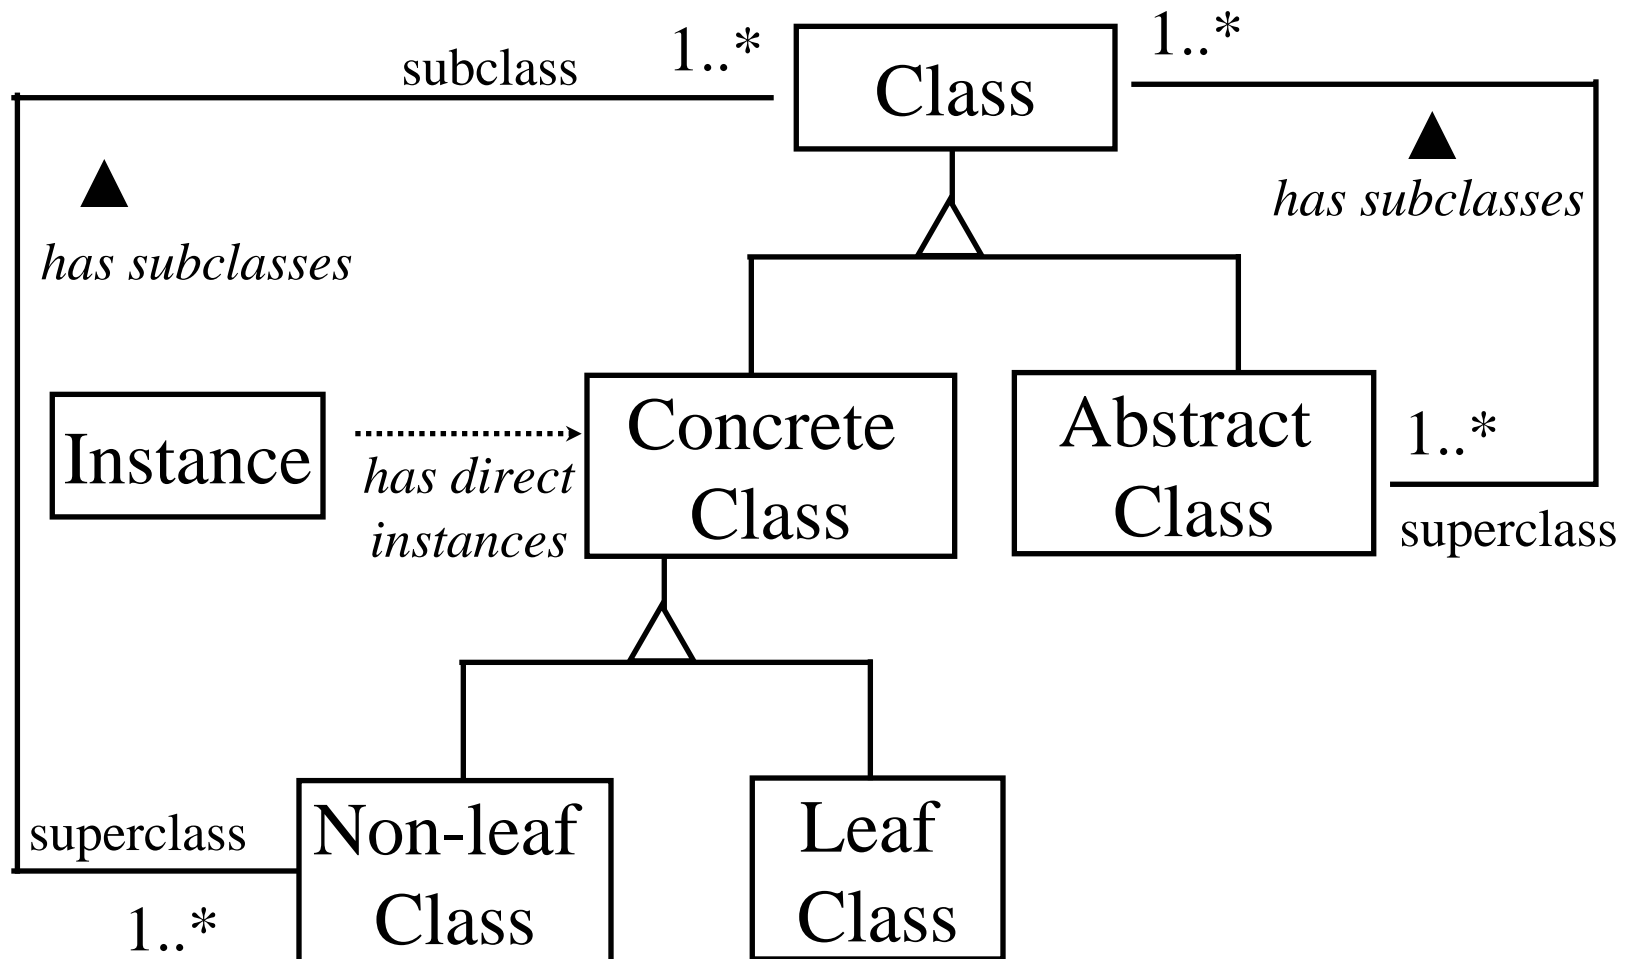 1..*
1..*
subclass
Class
has subclasses
has subclasses
Instance
has direct
instances
Concrete
Class
Abstract
Class
1..*
superclass
superclass
1..*
Non-leaf
Class
Leaf
Class